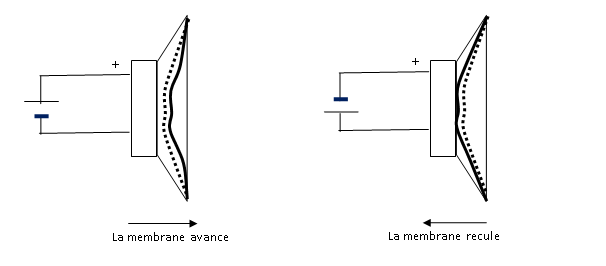 +
+
La membrane avance
La membrane recule